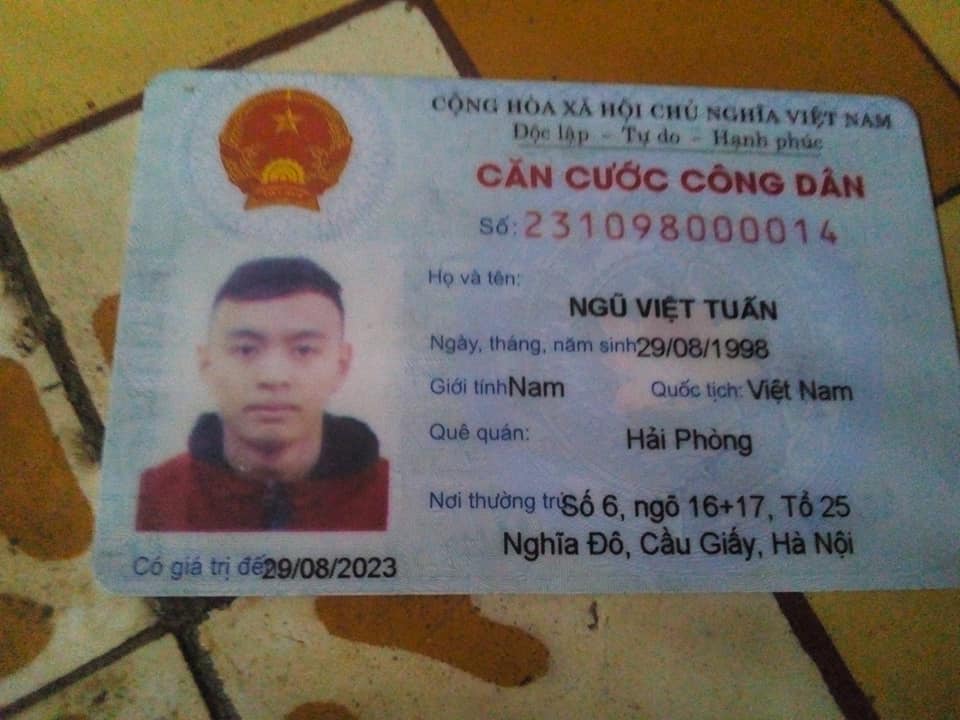 CỘNG HÒA XÃ HỘI CHỦ NGHĨA VIỆT NAM
Độc lập - Tự do - Hạnh phúc
CĂN CƯỚC CÔNG DÂN
Số: 231098000014
Họ và tên:
NGŨ VIỆT TUẤN
Ngày, tháng, năm sinh 29/08/1998
Giới tính Nam Quốc tịch: Việt Nam
Quê quán: Hải Phòng
Nơi thường trú Số 6, ngõ 16+17, Tổ 25
Nghĩa Đô, Cầu Giấy, Hà Nội
Có giá trị đến 29/08/2023